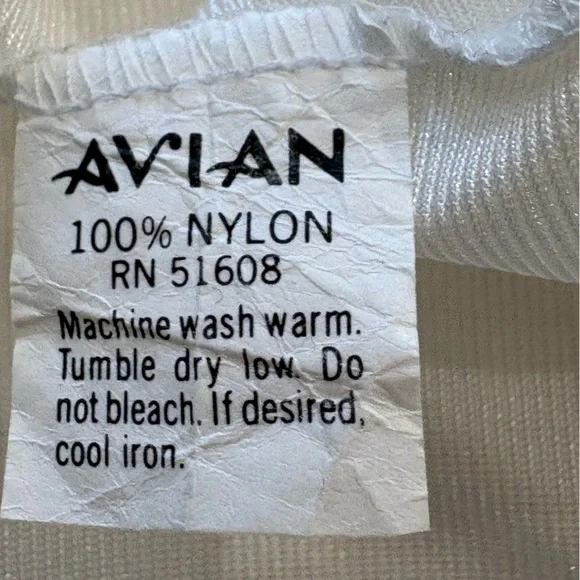 AVIAN
100% NYLON
RN 51608
Machine wash warm.
Tumble dry low. Do
not bleach. If desired,
cool iron.